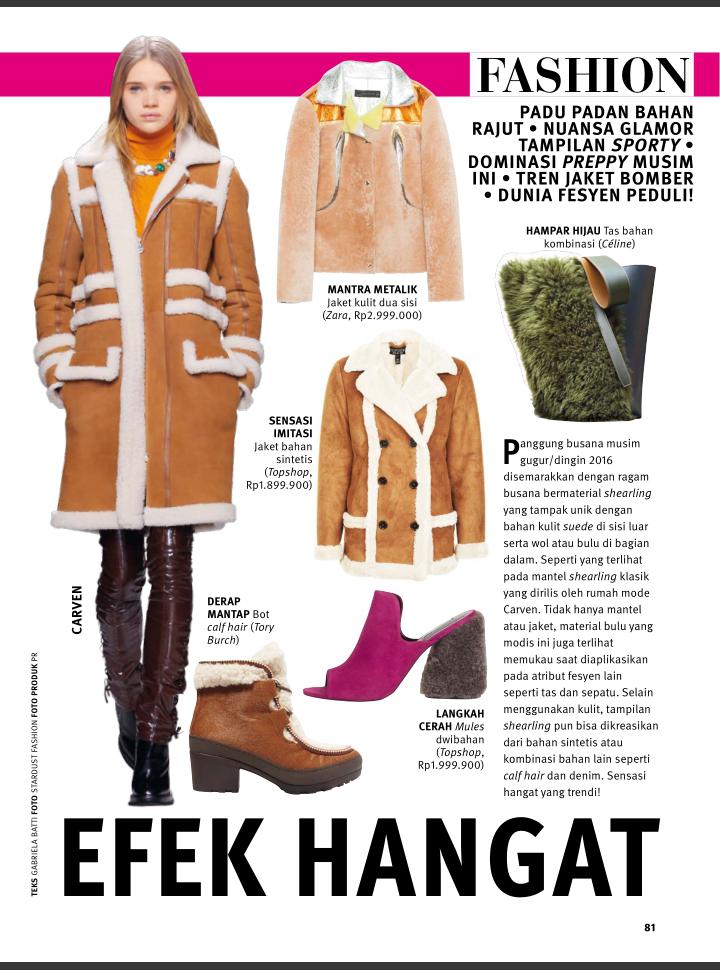 FASHION
PADU PADAN BAHAN
RAJUT • NUANSA GLAMOR
TAMPILAN SPORTY •
DOMINASI PREPPY MUSIM
INI • TREN JAKET BOMBER
• DUNIA FESYEN PEDULI!
HAMPAR HIJAU Tas bahan
kombinasi (Céline)
MANTRA METALIK
Jaket kulit dua sisi
(Zara, Rp2.999.000)
SENSASI
IMITASI
Jaket bahan
sintetis
(Topshop,
Rp1.899.900)
CARVEN
DERAP
MANTAP Bot
calf hair (Tory
Burch)
LANGKAH
CERAH Mules
dwibahan
(Topshop,
Rp1.999.900)
Panggung busana musim
gugur/dingin 2016
disemarakkan dengan ragam
busana bermaterial shearling
yang tampak unik dengan
bahan kulit suede di sisi luar
serta wol atau bulu di bagian
dalam. Seperti yang terlihat
pada mantel shearling klasik
yang dirilis oleh rumah mode
Carven. Tidak hanya mantel
atau jaket, material bulu yang
modis ini juga terlihat
memukau saat diaplikasikan
pada atribut fesyen lain
seperti tas dan sepatu. Selain
menggunakan kulit, tampilan
shearling pun bisa dikreasikan
dari bahan sintetis atau
kombinasi bahan lain seperti
calf hair dan denim. Sensasi
hangat yang trendi!
TEKS GABRIELA BATTI FOTO STARDUST FASHION FOTO PRODUK PR
EFEK HANGAT
81